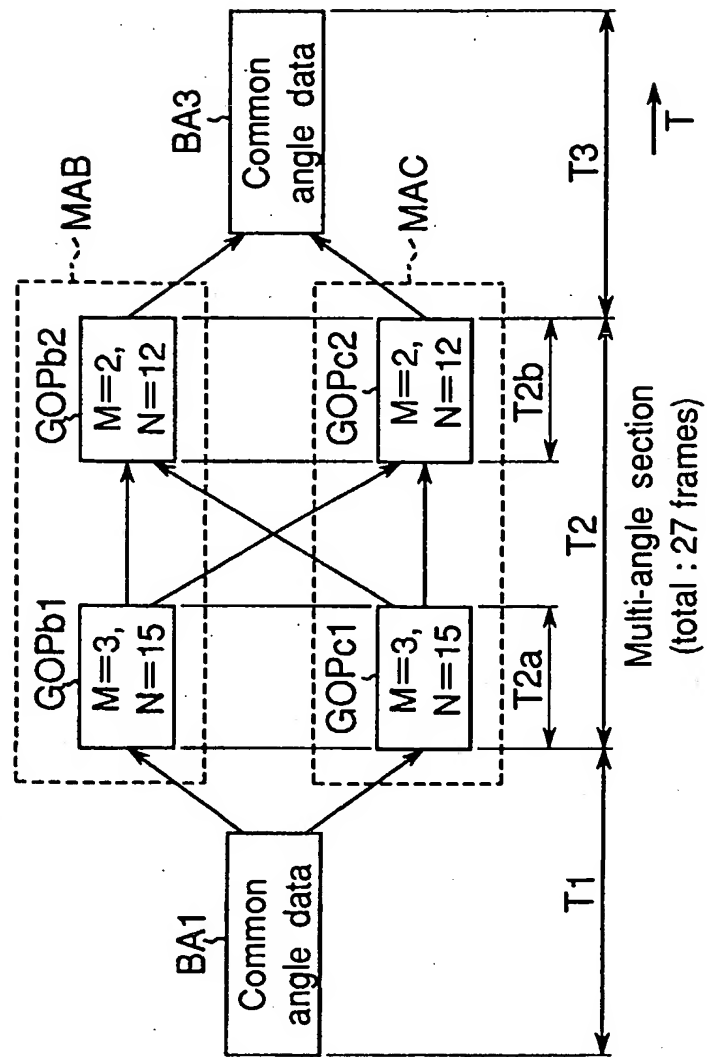 MAB
GOPb1
GOPb2
M=3,
N=15
M=2,
N=12
BA1
BA3
Common
angle data
Common
angle data
MAC
GOPc1
GOPc2
M=3,
N=15
M=2,
N=12
T2a
T2b
T1
T2
T3
Multi-angle section
(total : 27 frames)
T